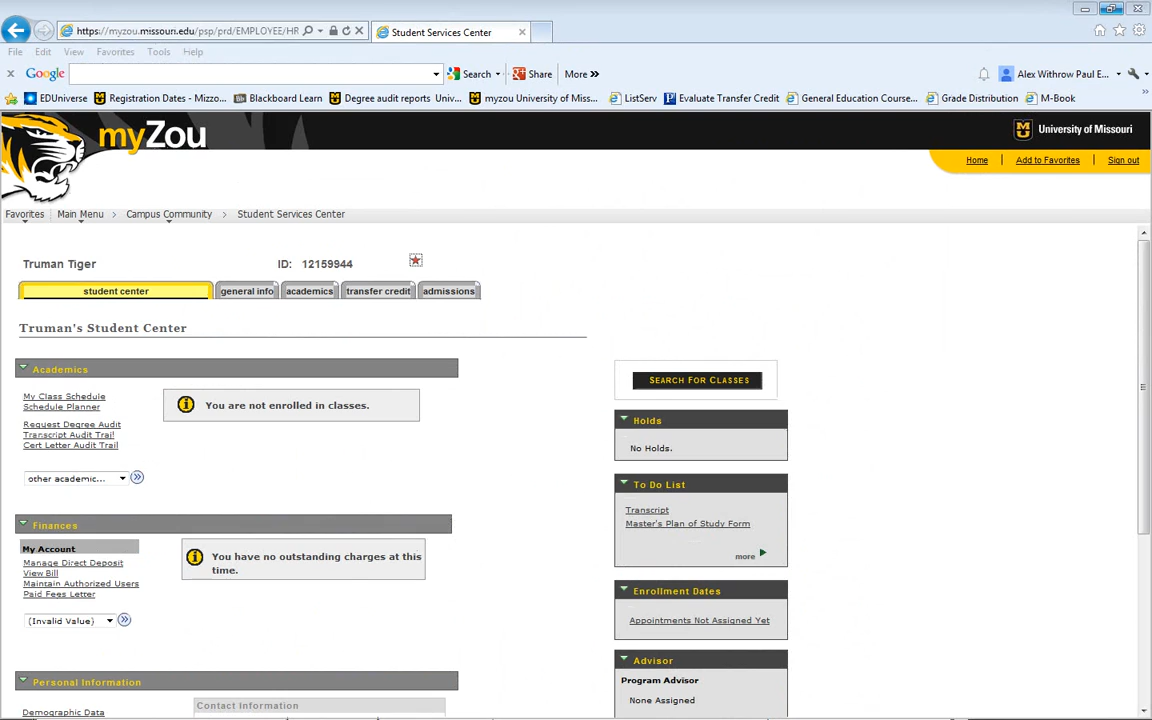 https://myzou.missouri.edu/psp/prd/EMPLOYEE/HR
Student Services Center
File Edit View Favorites Tools Help
Google Search Share More »
Alex Withrow Paul E...
EDUniverse Registration Dates - Mizzo... Blackboard Learn Degree audit reports Univ... myzou University of Miss... ListServ Evaluate Transfer Credit General Education Course... Grade Distribution M-Book
myZou
University of Missouri
Home | Add to Favorites | Sign out
Favorites Main Menu > Campus Community > Student Services Center
Truman Tiger ID: 12159944
student center general info academics transfer credit admissions
Truman's Student Center
Academics
My Class Schedule
Schedule Planner
Request Degree Audit
Transcript Audit Trail
Cert Letter Audit Trail
You are not enrolled in classes.
other academic...
Finances
My Account
Manage Direct Deposit
View Bill
Maintain Authorized Users
Paid Fees Letter
You have no outstanding charges at this
time.
(Invalid Value)
Personal Information
Demographic Data
Contact Information
SEARCH FOR CLASSES
Holds
No Holds.
To Do List
Transcript
Master's Plan of Study Form
more
Enrollment Dates
Appointments Not Assigned Yet
Advisor
Program Advisor
None Assigned